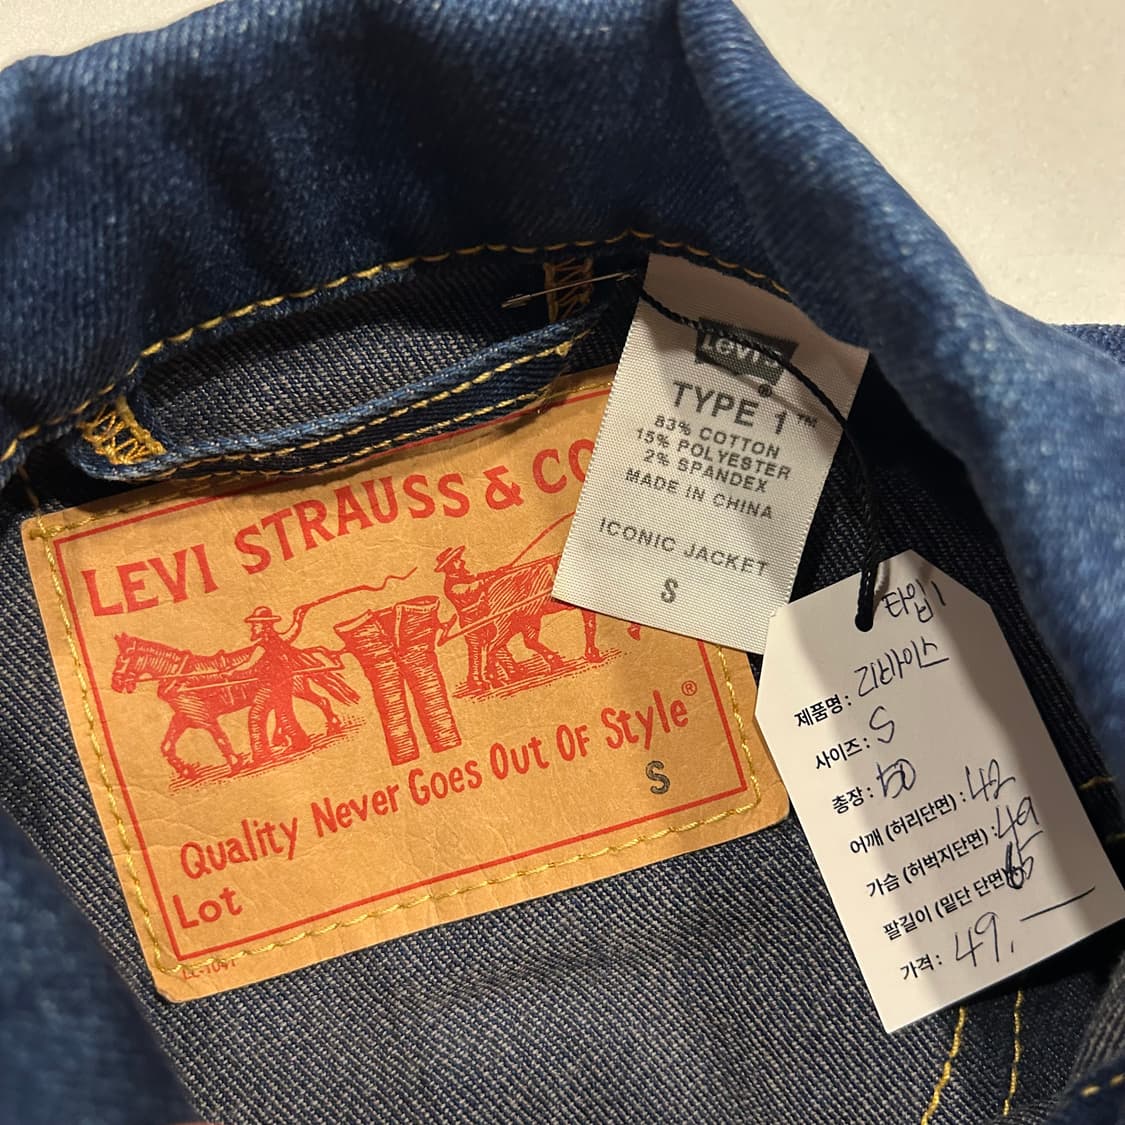 LEVI STRAUSS & CO
Quality Never Goes Out Of Style®
S
Lot
LEVI'S
®
TYPE 1™
83% COTTON
15% POLYESTER
2% SPANDEX
MADE IN CHINA
ICONIC JACKET
S
타입 1
제품명: 리바이스
사이즈: S
총장: 50
어깨 (허리단면) : 42
가슴 (허벅지단면) : 49
팔길이 (밑단 단면) 65
가격: 49. —